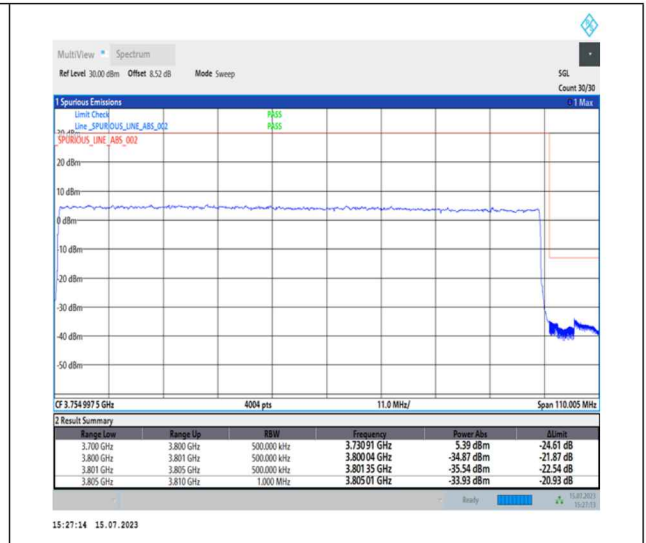 MultiView Spectrum
Ref Level 30.00 dBm Offset 8.52 dB Mode Sweep SGL
Count 30/30
1 Spurious Emissions 1 Max
Limit Check PASS
Line _SPURIOUS_LINE_ABS_002 PASS
_SPURIOUS_LINE_ABS_002
20 dBm
10 dBm
0 dBm
-10 dBm
-20 dBm
-30 dBm
-40 dBm
-50 dBm
CF 3.754 997 5 GHz 4004 pts 11.0 MHz/ Span 110.005 MHz
2 Result Summary
Range Low Range Up RBW Frequency Power Abs ΔLimit
3.700 GHz 3.800 GHz 500.000 kHz 3.730 91 GHz 5.39 dBm -24.61 dB
3.800 GHz 3.801 GHz 500.000 kHz 3.800 04 GHz -34.87 dBm -21.87 dB
3.801 GHz 3.805 GHz 500.000 kHz 3.801 35 GHz -35.54 dBm -22.54 dB
3.805 GHz 3.810 GHz 1.000 MHz 3.805 01 GHz -33.93 dBm -20.93 dB
Ready 15.07.2023
15:27:14 15.07.2023